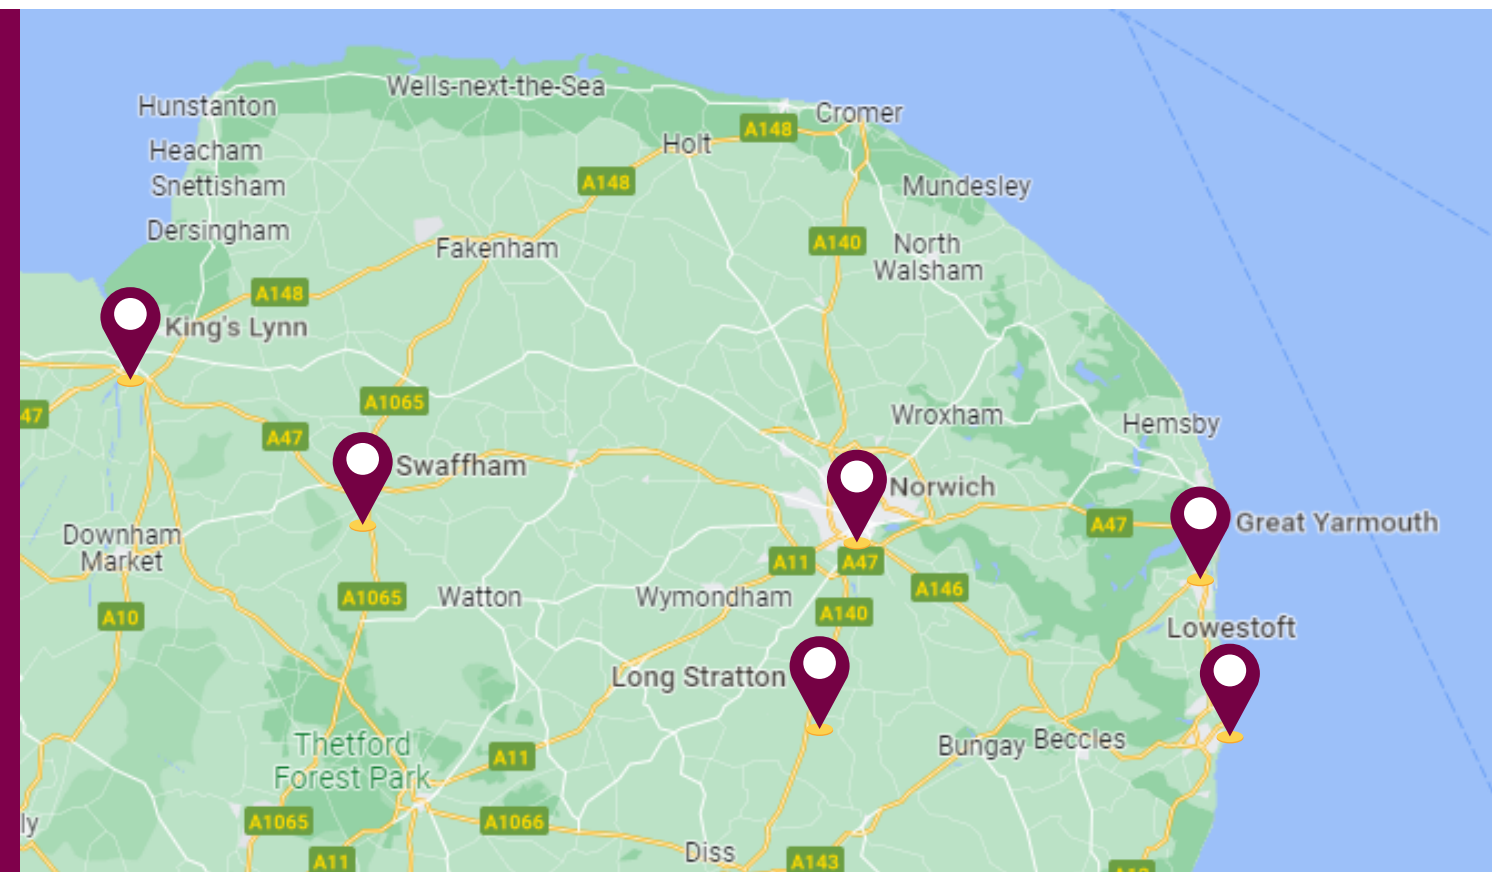 Wells-next-the-Sea
Hunstanton
Cromer
A148
Holt
Heacham
A148
Snettisham
Mundesley
Dersingham
A140
North
Walsham
Fakenham
A148
King's Lynn
A1065
47
Wroxham
Hemsby
A47
Swaffham
Norwich
Great Yarmouth
A47
Downham
Market
A11
A47
A146
A1065
Watton
Wymondham
A140
A10
Lowestoft
Long Stratton
Thetford
Forest Park
Bungay
Beccles
A11
A1065
A1066
ly
Diss
A11
A143